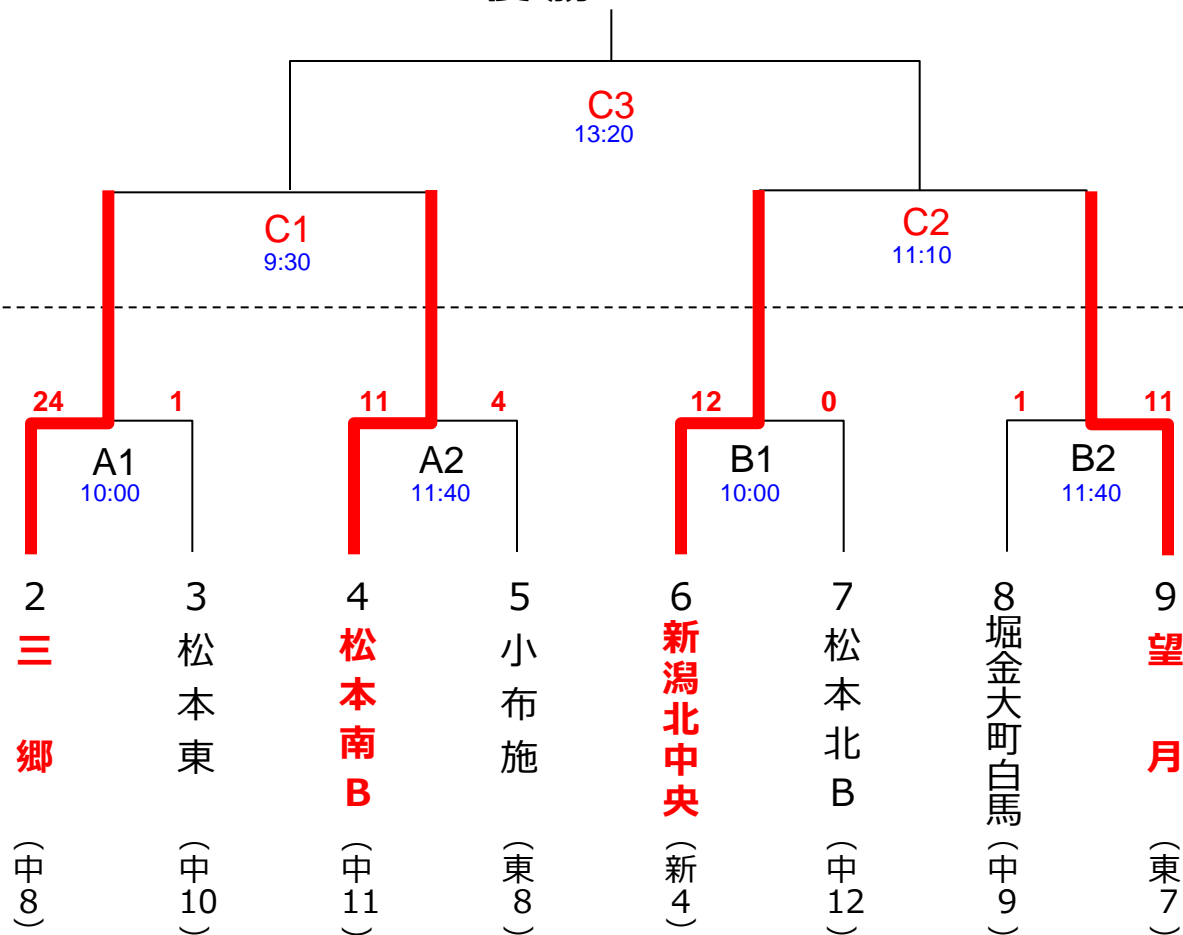 C3
13:20
C1
9:30
C2
11:10
24 1 11 4 12 0 1 11
A1 A2 B1 B2
10:00 11:40 10:00 11:40
2 3 4 5 6 7 8 9
三郷
松本東
松本南B
小布施
新潟北中央
松本北B
堀金大町白馬
望月
（中8）
（中10）
（中11）
（東8）
（新4）
（中12）
（中9）
（東7）